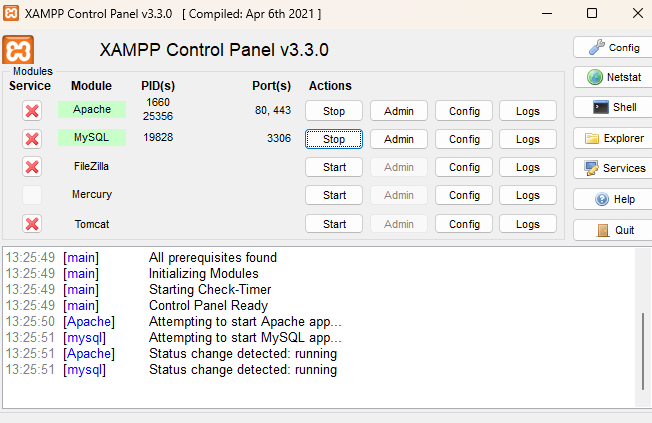 XAMPP Control Panel v3.3.0 [ Compiled: Apr 6th 2021 ]
XAMPP Control Panel v3.3.0
Config
Modules
Service Module PID(s) Port(s) Actions
Netstat
Apache 1660 25356 80, 443 Stop Admin Config Logs
Shell
MySQL 19828 3306 Stop Admin Config Logs
Explorer
FileZilla Start Admin Config Logs
Services
Mercury Start Admin Config Logs
Help
Tomcat Start Admin Config Logs
Quit
13:25:49 [main] All prerequisites found
13:25:49 [main] Initializing Modules
13:25:49 [main] Starting Check-Timer
13:25:49 [main] Control Panel Ready
13:25:50 [Apache] Attempting to start Apache app...
13:25:51 [mysql] Attempting to start MySQL app...
13:25:51 [Apache] Status change detected: running
13:25:51 [mysql] Status change detected: running